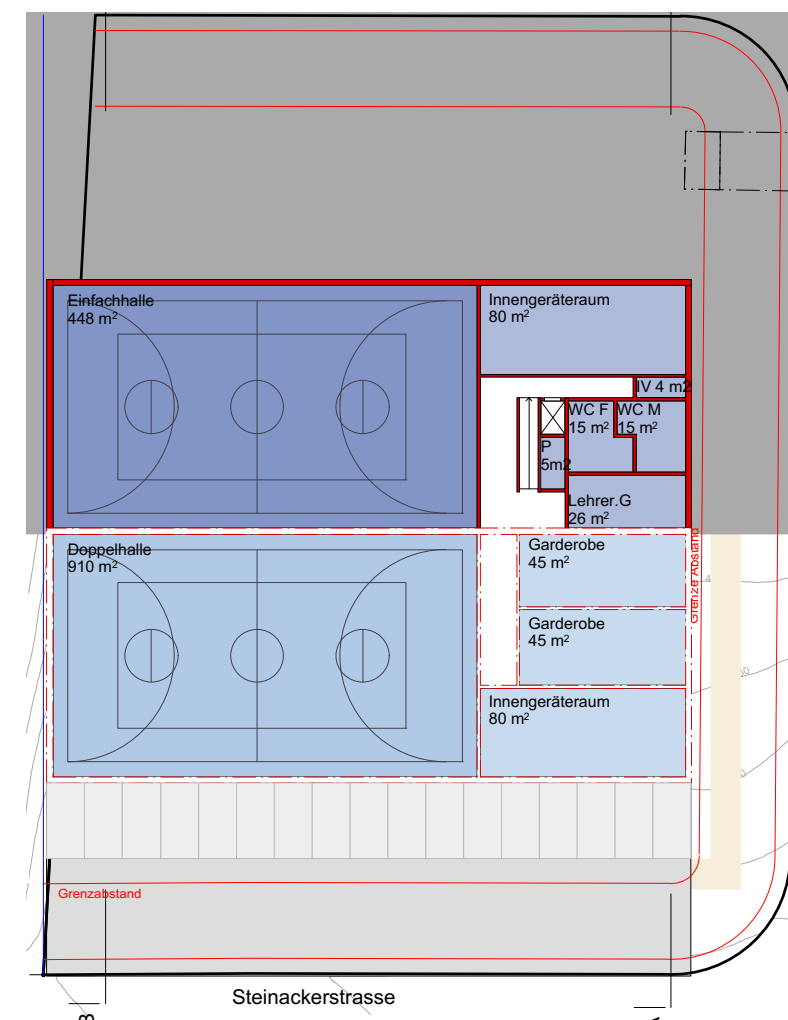 Einfachhalle
448 m²
Innengeräteraum
80 m²
IV 4 m2
WC F
15 m²
WC M
15 m²
P
5m2
Lehrer.G
26 m²
Doppelhalle
910 m²
Garderobe
45 m²
Garderobe
45 m²
Innengeräteraum
80 m²
Grenze Abstand
Grenzabstand
Steinackerstrasse
B